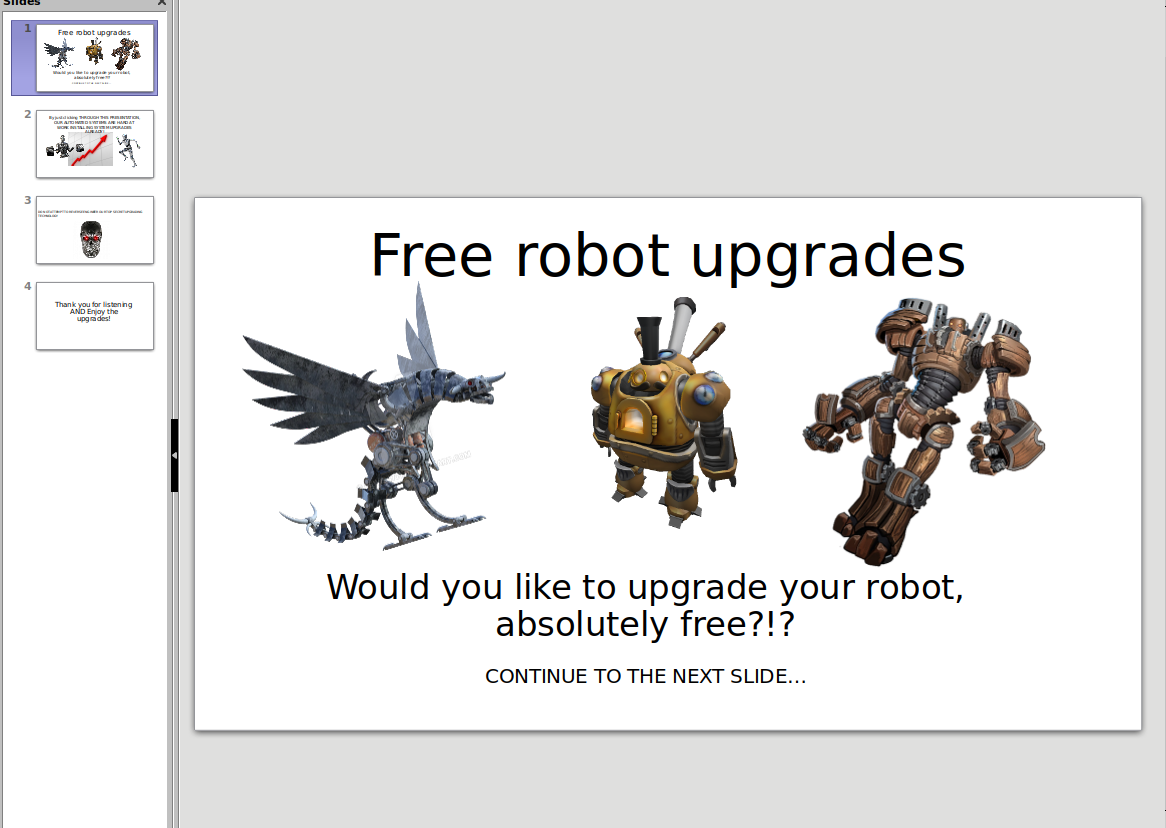 Slides
1
Free robot upgrades
Would you like to upgrade your robot,
absolutely free?!?
2
By just clicking THROUGH THIS PRESENTATION,
OUR AUTOMATED SYSTEMS ARE HARD AT
WORK INSTALLING SYSTEM UPGRADES
ALREADY!
3
TECHNOLOGY
4
Thank you for listening
AND Enjoy the
upgrades!
Free robot upgrades
Would you like to upgrade your robot,
absolutely free?!?
CONTINUE TO THE NEXT SLIDE...